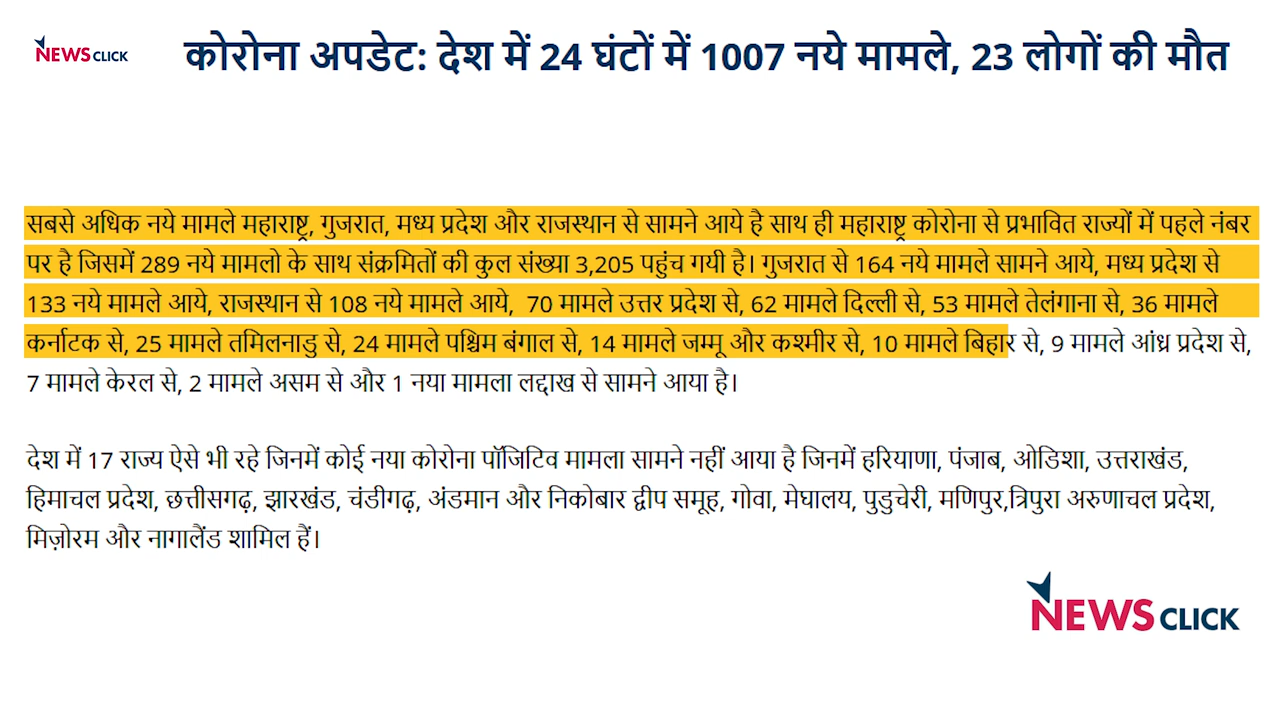 NEWSCLICK
कोरोना अपडेट: देश में 24 घंटों में 1007 नये मामले, 23 लोगों की मौत
सबसे अधिक नये मामले महाराष्ट्र, गुजरात, मध्य प्रदेश और राजस्थान से सामने आये है साथ ही महाराष्ट्र कोरोना से प्रभावित राज्यों में पहले नंबर
पर है जिसमें 289 नये मामलो के साथ संक्रमितों की कुल संख्या 3,205 पहुंच गयी है। गुजरात से 164 नये मामले सामने आये, मध्य प्रदेश से
133 नये मामले आये, राजस्थान से 108 नये मामले आये, 70 मामले उत्तर प्रदेश से, 62 मामले दिल्ली से, 53 मामले तेलंगाना से, 36 मामले
कर्नाटक से, 25 मामले तमिलनाडु से, 24 मामले पश्चिम बंगाल से, 14 मामले जम्मू और कश्मीर से, 10 मामले बिहार से, 9 मामले आंध्र प्रदेश से,
7 मामले केरल से, 2 मामले असम से और 1 नया मामला लद्दाख से सामने आया है।
देश में 17 राज्य ऐसे भी रहे जिनमें कोई नया कोरोना पॉजिटिव मामला सामने नहीं आया है जिनमें हरियाणा, पंजाब, ओडिशा, उत्तराखंड,
हिमाचल प्रदेश, छत्तीसगढ़, झारखंड, चंडीगढ़, अंडमान और निकोबार द्वीप समूह, गोवा, मेघालय, पुडुचेरी, मणिपुर,त्रिपुरा अरुणाचल प्रदेश,
मिज़ोरम और नागालैंड शामिल हैं।
NEWSCLICK